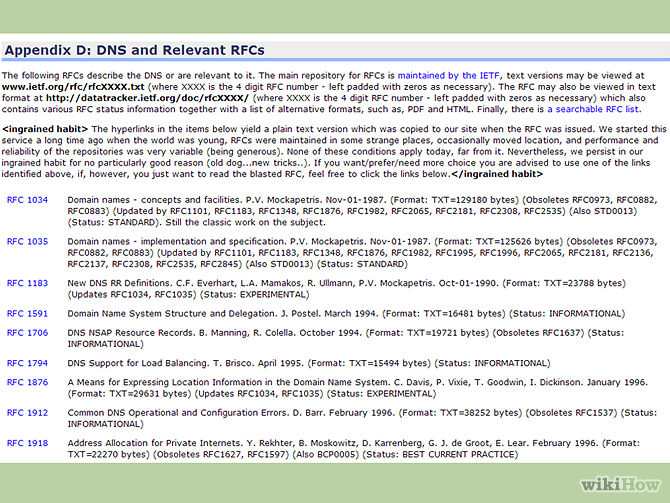 Appendix D: DNS and Relevant RFCs
The following RFCs describe the DNS or are relevant to it. The main repository for RFCs is maintained by the IETF, text versions may be viewed at
www.ietf.org/rfc/rfcXXXX.txt (where XXXX is the 4 digit RFC number - left padded with zeros as necessary). The RFC may also be viewed in text
format at http://datatracker.ietf.org/doc/rfcXXXX/ (where XXXX is the 4 digit RFC number - left padded with zeros as necessary) which also
contains various RFC status information together with a list of alternative formats, such as, PDF and HTML. Finally, there is a searchable RFC list.
<ingrained habit> The hyperlinks in the items below yield a plain text version which was copied to our site when the RFC was issued. We started this
service a long time ago when the world was young, RFCs were maintained in some strange places, occasionally moved location, and performance and
reliability of the repositories was very variable (being generous). None of these conditions apply today, far from it. Nevertheless, we persist in our
ingrained habit for no particularly good reason (old dog...new tricks..). If you want/prefer/need more choice you are advised to use one of the links
identified above, if, however, you just want to read the blasted RFC, feel free to click the links below.</ingrained habit>
RFC 1034 Domain names - concepts and facilities. P.V. Mockapetris. Nov-01-1987. (Format: TXT=129180 bytes) (Obsoletes RFC0973, RFC0882,
RFC0883) (Updated by RFC1101, RFC1183, RFC1348, RFC1876, RFC1982, RFC2065, RFC2181, RFC2308, RFC2535) (Also STD0013)
(Status: STANDARD). Still the classic work on the subject.
RFC 1035 Domain names - implementation and specification. P.V. Mockapetris. Nov-01-1987. (Format: TXT=125626 bytes) (Obsoletes RFC0973,
RFC0882, RFC0883) (Updated by RFC1101, RFC1183, RFC1348, RFC1876, RFC1982, RFC1995, RFC1996, RFC2065, RFC2181, RFC2136,
RFC2137, RFC2308, RFC2535, RFC2845) (Also STD0013) (Status: STANDARD)
RFC 1183 New DNS RR Definitions. C.F. Everhart, L.A. Mamakos, R. Ullmann, P.V. Mockapetris. Oct-01-1990. (Format: TXT=23788 bytes)
(Updates RFC1034, RFC1035) (Status: EXPERIMENTAL)
RFC 1591 Domain Name System Structure and Delegation. J. Postel. March 1994. (Format: TXT=16481 bytes) (Status: INFORMATIONAL)
RFC 1706 DNS NSAP Resource Records. B. Manning, R. Colella. October 1994. (Format: TXT=19721 bytes) (Obsoletes RFC1637) (Status:
INFORMATIONAL)
RFC 1794 DNS Support for Load Balancing. T. Brisco. April 1995. (Format: TXT=15494 bytes) (Status: INFORMATIONAL)
RFC 1876 A Means for Expressing Location Information in the Domain Name System. C. Davis, P. Vixie, T. Goodwin, I. Dickinson. January 1996.
(Format: TXT=29631 bytes) (Updates RFC1034, RFC1035) (Status: EXPERIMENTAL)
RFC 1912 Common DNS Operational and Configuration Errors. D. Barr. February 1996. (Format: TXT=38252 bytes) (Obsoletes RFC1537) (Status:
INFORMATIONAL)
RFC 1918 Address Allocation for Private Internets. Y. Rekhter, B. Moskowitz, D. Karrenberg, G. J. de Groot, E. Lear. February 1996. (Format:
TXT=22270 bytes) (Obsoletes RFC1627, RFC1597) (Also BCP0005) (Status: BEST CURRENT PRACTICE)
wikiHow